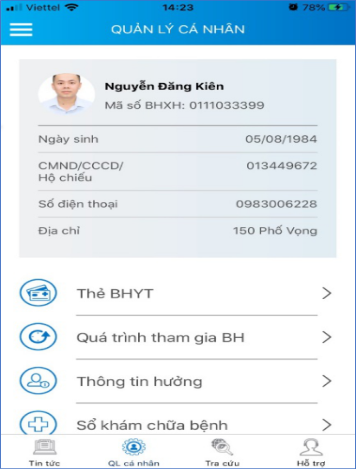 Viettel 14:23 78%
QUẢN LÝ CÁ NHÂN
Nguyễn Đăng Kiên
Mã số BHXH: 0111033399
Ngày sinh 05/08/1984
CMND/CCCD/ 013449672
Hộ chiếu
Số điện thoại 0983006228
Địa chỉ 150 Phố Vọng
Thẻ BHYT
Quá trình tham gia BH
Thông tin hưởng
Sổ khám chữa bệnh
Tin tức QL cá nhân Tra cứu Hỗ trợ